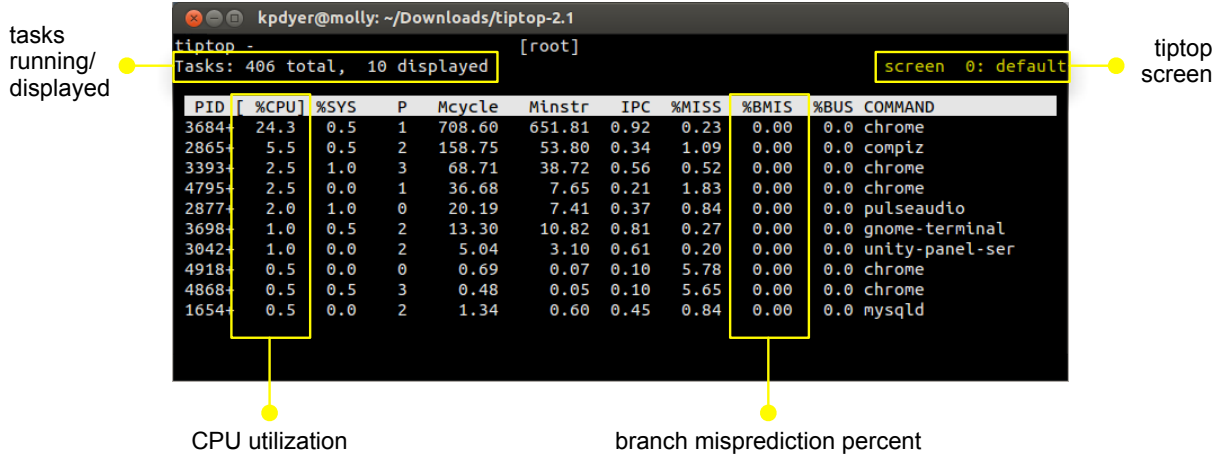 kpdyer@molly: ~/Downloads/tiptop-2.1
tasks
running/
displayed
tiptop - [root]
Tasks: 406 total, 10 displayed
screen 0: default
tiptop
screen
PID [ %CPU] %SYS P Mcycle Minstr IPC %MISS %BMIS %BUS COMMAND
3684+ 24.3 0.5 1 708.60 651.81 0.92 0.23 0.00 0.0 chrome
2865+ 5.5 0.5 2 158.75 53.80 0.34 1.09 0.00 0.0 compiz
3393+ 2.5 1.0 3 68.71 38.72 0.56 0.52 0.00 0.0 chrome
4795+ 2.5 0.0 1 36.68 7.65 0.21 1.83 0.00 0.0 chrome
2877+ 2.0 1.0 0 20.19 7.41 0.37 0.84 0.00 0.0 pulseaudio
3698+ 1.0 0.5 2 13.30 10.82 0.81 0.27 0.00 0.0 gnome-terminal
3042+ 1.0 0.0 2 5.04 3.10 0.61 0.20 0.00 0.0 unity-panel-ser
4918+ 0.5 0.0 0 0.69 0.07 0.10 5.78 0.00 0.0 chrome
4868+ 0.5 0.5 3 0.48 0.05 0.10 5.65 0.00 0.0 chrome
1654+ 0.5 0.0 2 1.34 0.60 0.45 0.84 0.00 0.0 mysqld
CPU utilization
branch misprediction percent